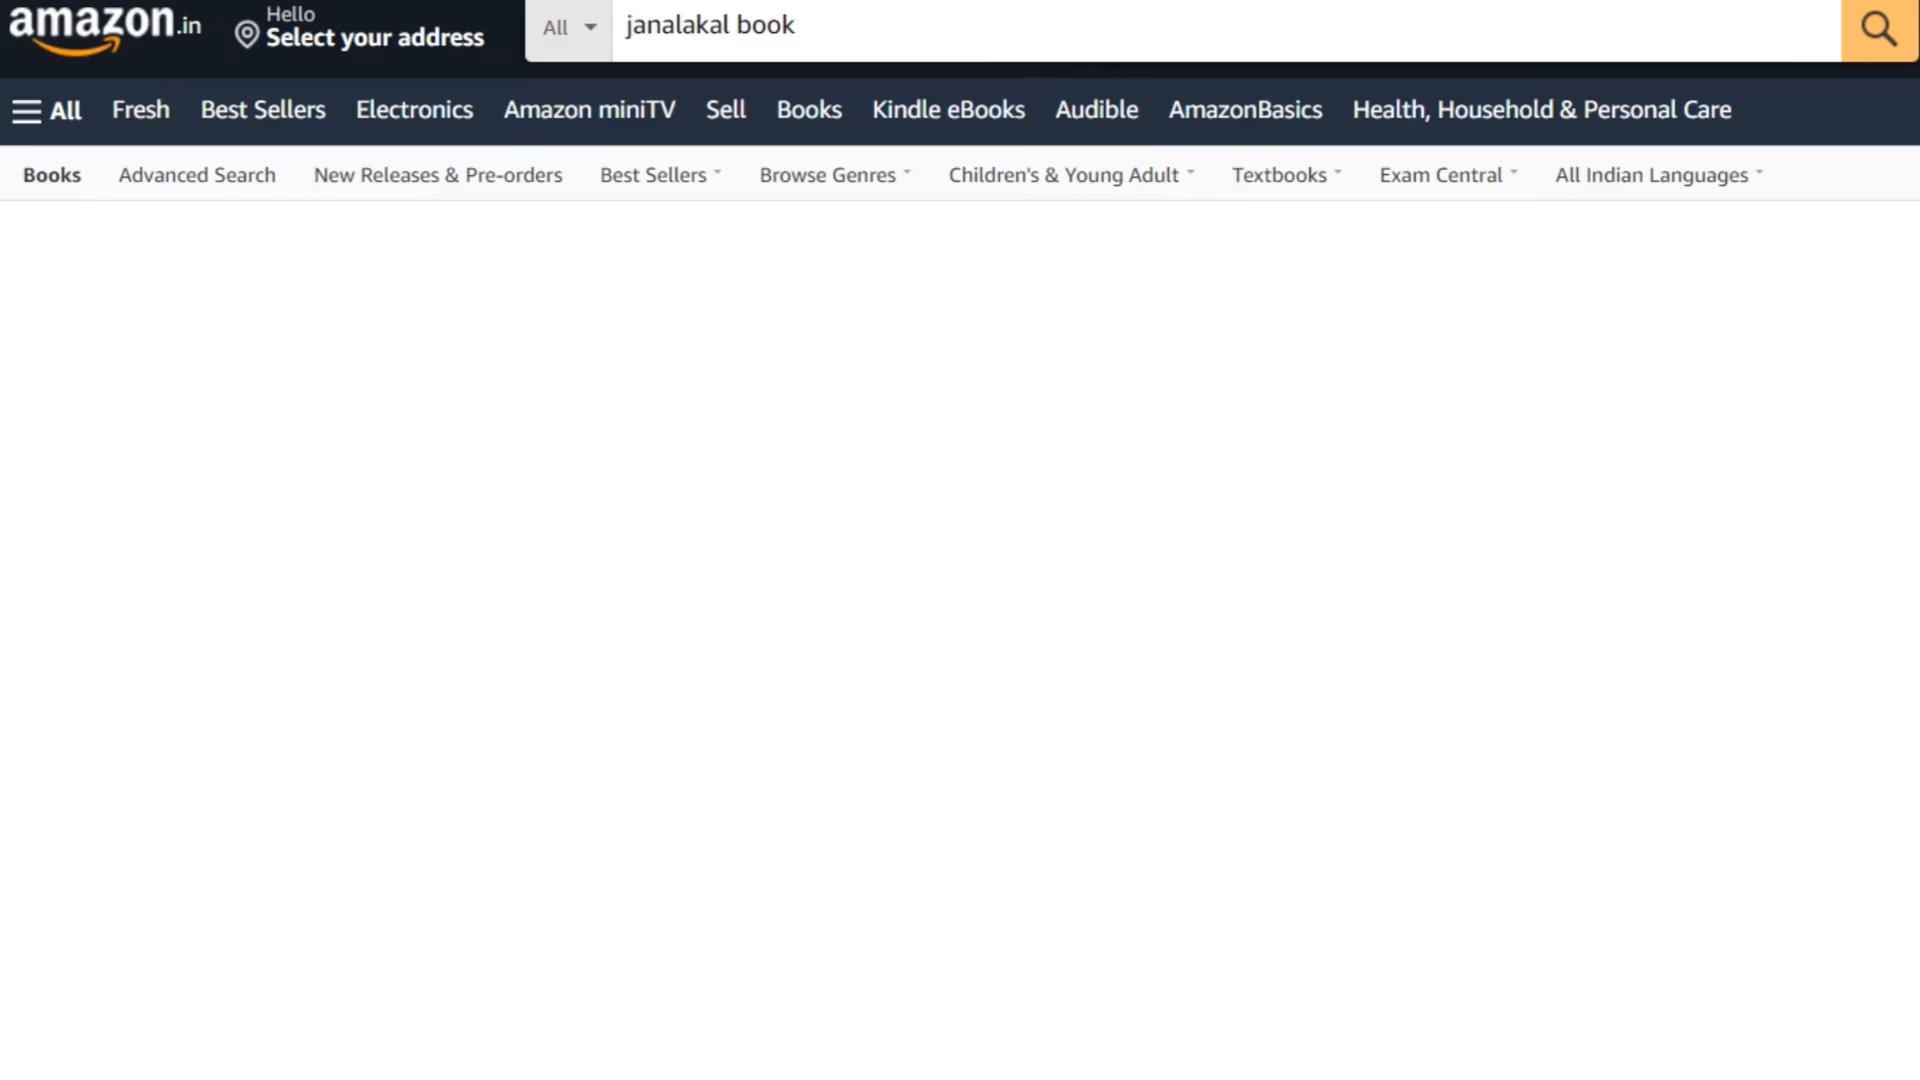 amazon.in
Hello
Select your address
All
janalakal book
All Fresh Best Sellers Electronics Amazon miniTV Sell Books Kindle eBooks Audible AmazonBasics Health, Household & Personal Care
Books Advanced Search New Releases & Pre-orders Best Sellers Browse Genres Children's & Young Adult Textbooks Exam Central All Indian Languages